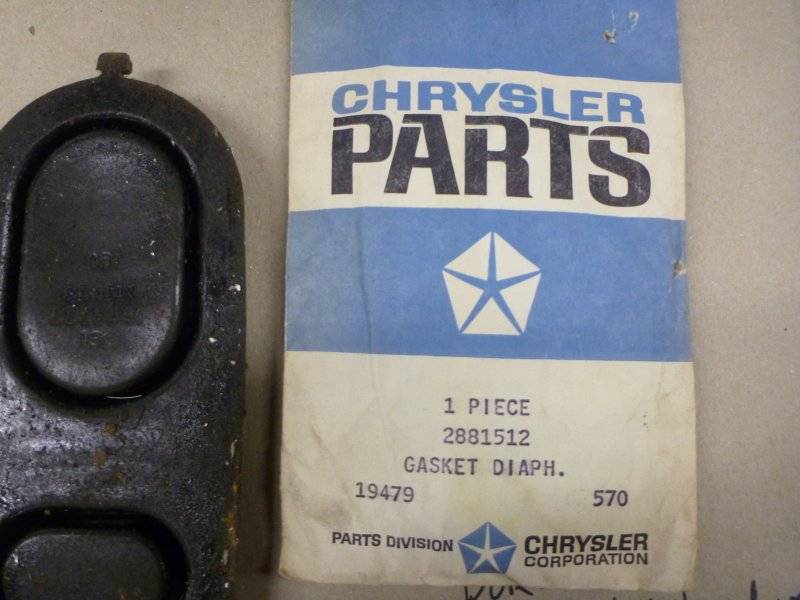 CHRYSLER
PARTS
1 PIECE
2881512
GASKET DIAPH.
19479 570
PARTS DIVISION CHRYSLER
CORPORATION